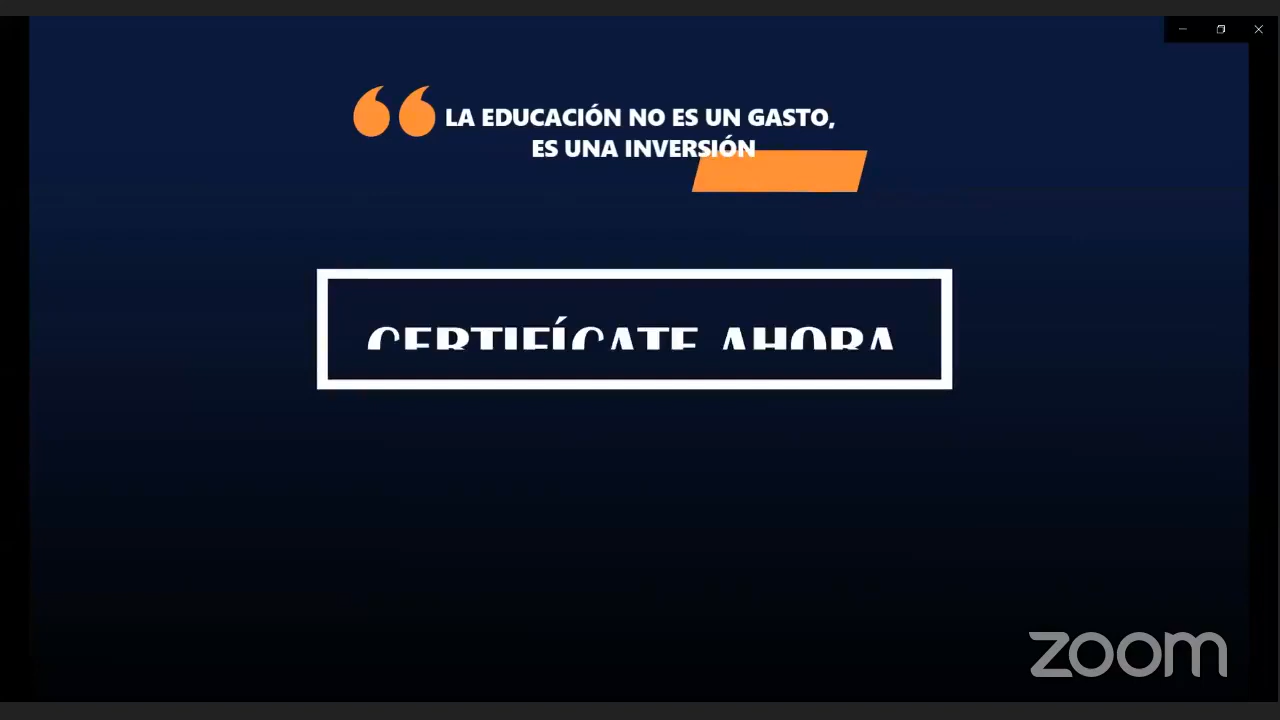 LA EDUCACIÓN NO ES UN GASTO,
ES UNA INVERSIÓN
CERTIFÍCATE AHORA
zoom